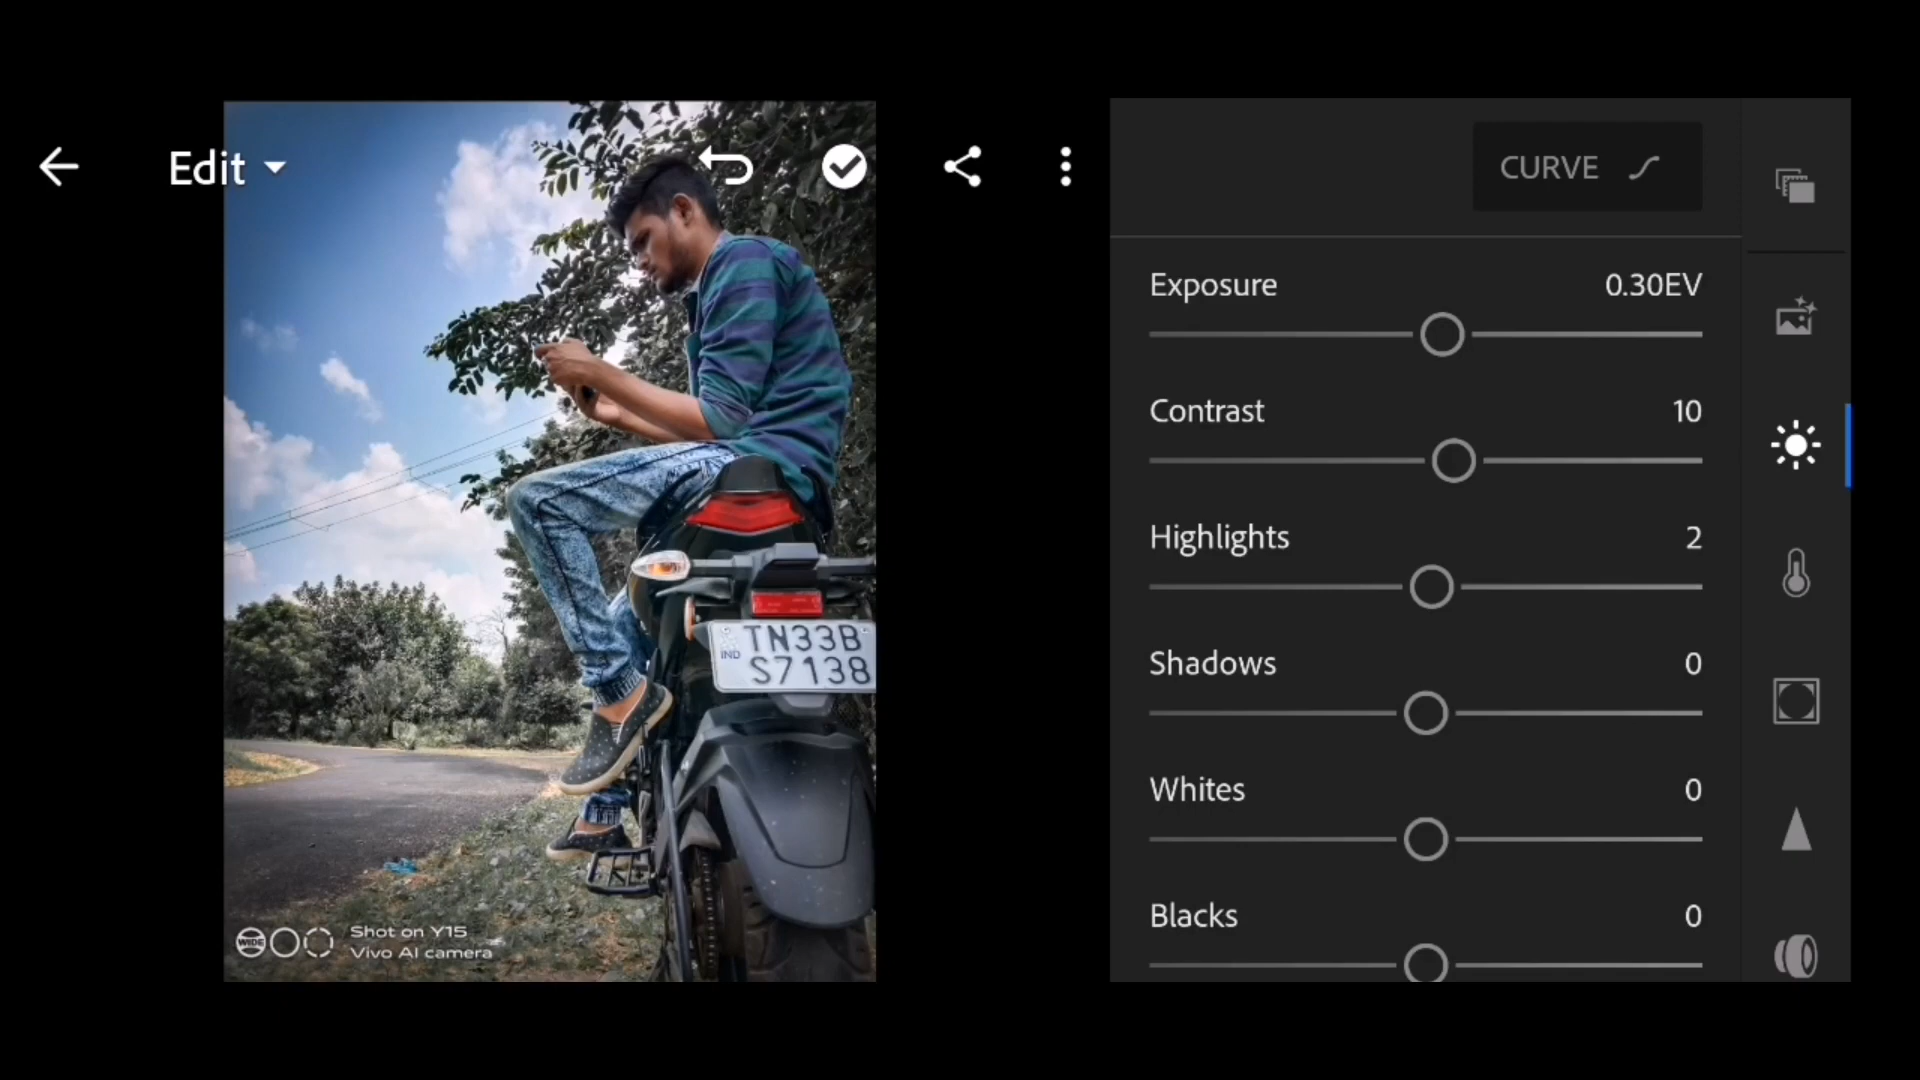 Edit
CURVE
Exposure 0.30EV
Contrast 10
Highlights 2
Shadows 0
Whites 0
Blacks 0
IND
TN33B
S7138
WIDE
Shot on Y15
Vivo AI camera